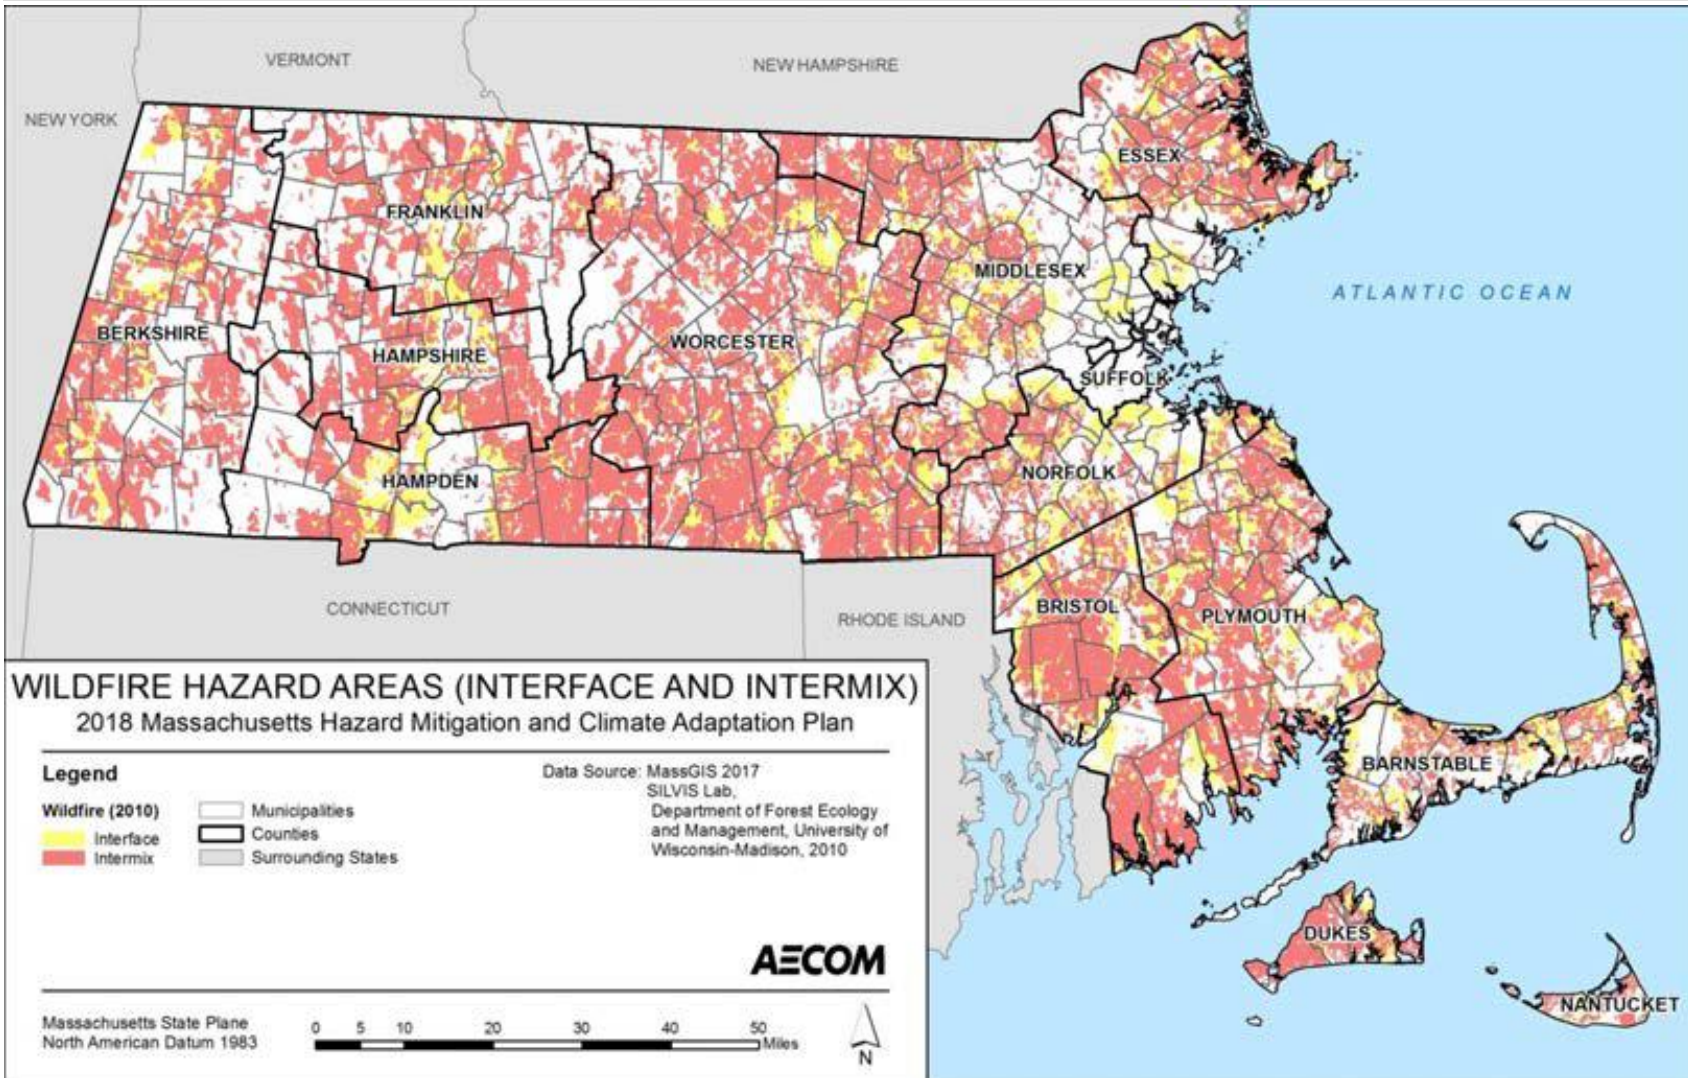 VERMONT
NEW HAMPSHIRE
NEW YORK
ESSEX
FRANKLIN
MIDDLESEX
ATLANTIC OCEAN
BERKSHIRE
HAMPSHIRE
WORCESTER
SUFFOLK
HAMPDEN
NORFOLK
CONNECTICUT
RHODE ISLAND
BRISTOL
PLYMOUTH
BARNSTABLE
DUKES
NANTUCKET
WILDFIRE HAZARD AREAS (INTERFACE AND INTERMIX)
2018 Massachusetts Hazard Mitigation and Climate Adaptation Plan
Legend
Wildfire (2010)
Interface
Intermix
Municipalities
Counties
Surrounding States
Data Source: MassGIS 2017
SILVIS Lab,
Department of Forest Ecology
and Management, University of
Wisconsin-Madison, 2010
AECOM
Massachusetts State Plane
North American Datum 1983
0 5 10 20 30 40 50 Miles
N